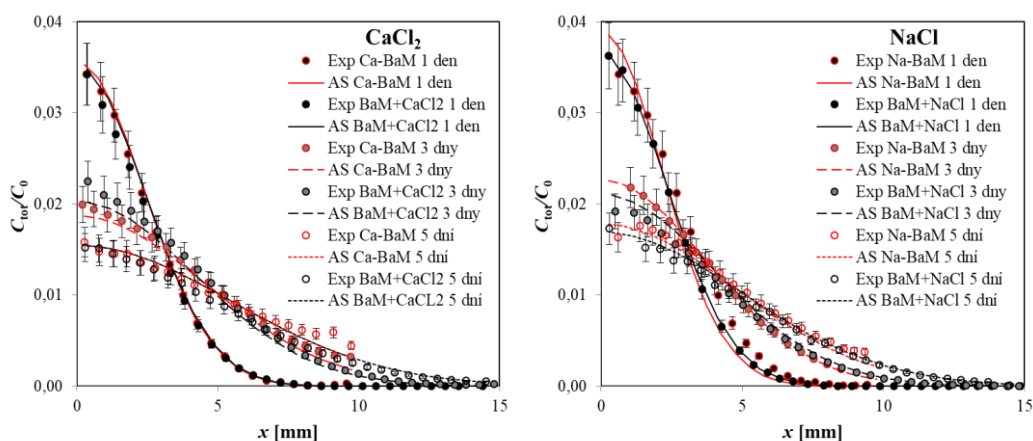 0,04
0,03
0,02
0,01
0,00
Ctot/C0
CaCl2
Exp Ca-BaM 1 den
AS Ca-BaM 1 den
Exp BaM+CaCl2 1 den
AS BaM+CaCl2 1 den
Exp Ca-BaM 3 dny
AS Ca-BaM 3 dny
Exp BaM+CaCl2 3 dny
AS BaM+CaCl2 3 dny
Exp Ca-BaM 5 dní
AS Ca-BaM 5 dní
Exp BaM+CaCl2 5 dní
AS BaM+CaCL2 5 dní
0 5 10 15
x [mm]
0,04
0,03
0,02
0,01
0,00
Ctot/C0
NaCl
Exp Na-BaM 1 den
AS Na-BaM 1 den
Exp BaM+NaCl 1 den
AS BaM+NaCl 1 den
Exp Na-BaM 3 dny
AS Na-BaM 3 dny
Exp BaM+NaCl 3 dny
AS BaM+NaCl 3 dny
Exp Na-BaM 5 dní
AS Na-BaM 5 dní
Exp BaM+NaCl 5 dní
AS BaM+NaCl 5 dní
0 5 10 15
x [mm]